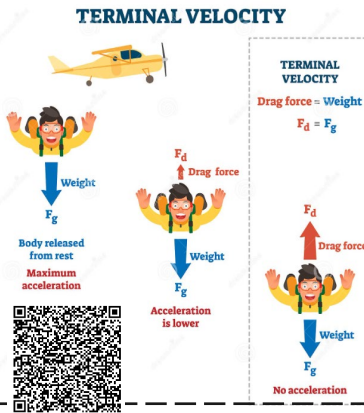 TERMINAL VELOCITY
TERMINAL
VELOCITY
Drag force = Weight
Fd = Fg
Weight
Fg
Body released
from rest
Maximum
acceleration
Fd
Drag force
Weight
Fg
Acceleration
is lower
Fd
Drag force
Weight
Fg
No acceleration